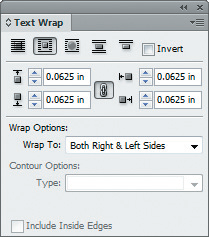 Text Wrap
Invert
0.0625 in 0.0625 in
0.0625 in 0.0625 in
Wrap Options:
Wrap To: Both Right & Left Sides
Contour Options:
Type:
Include Inside Edges